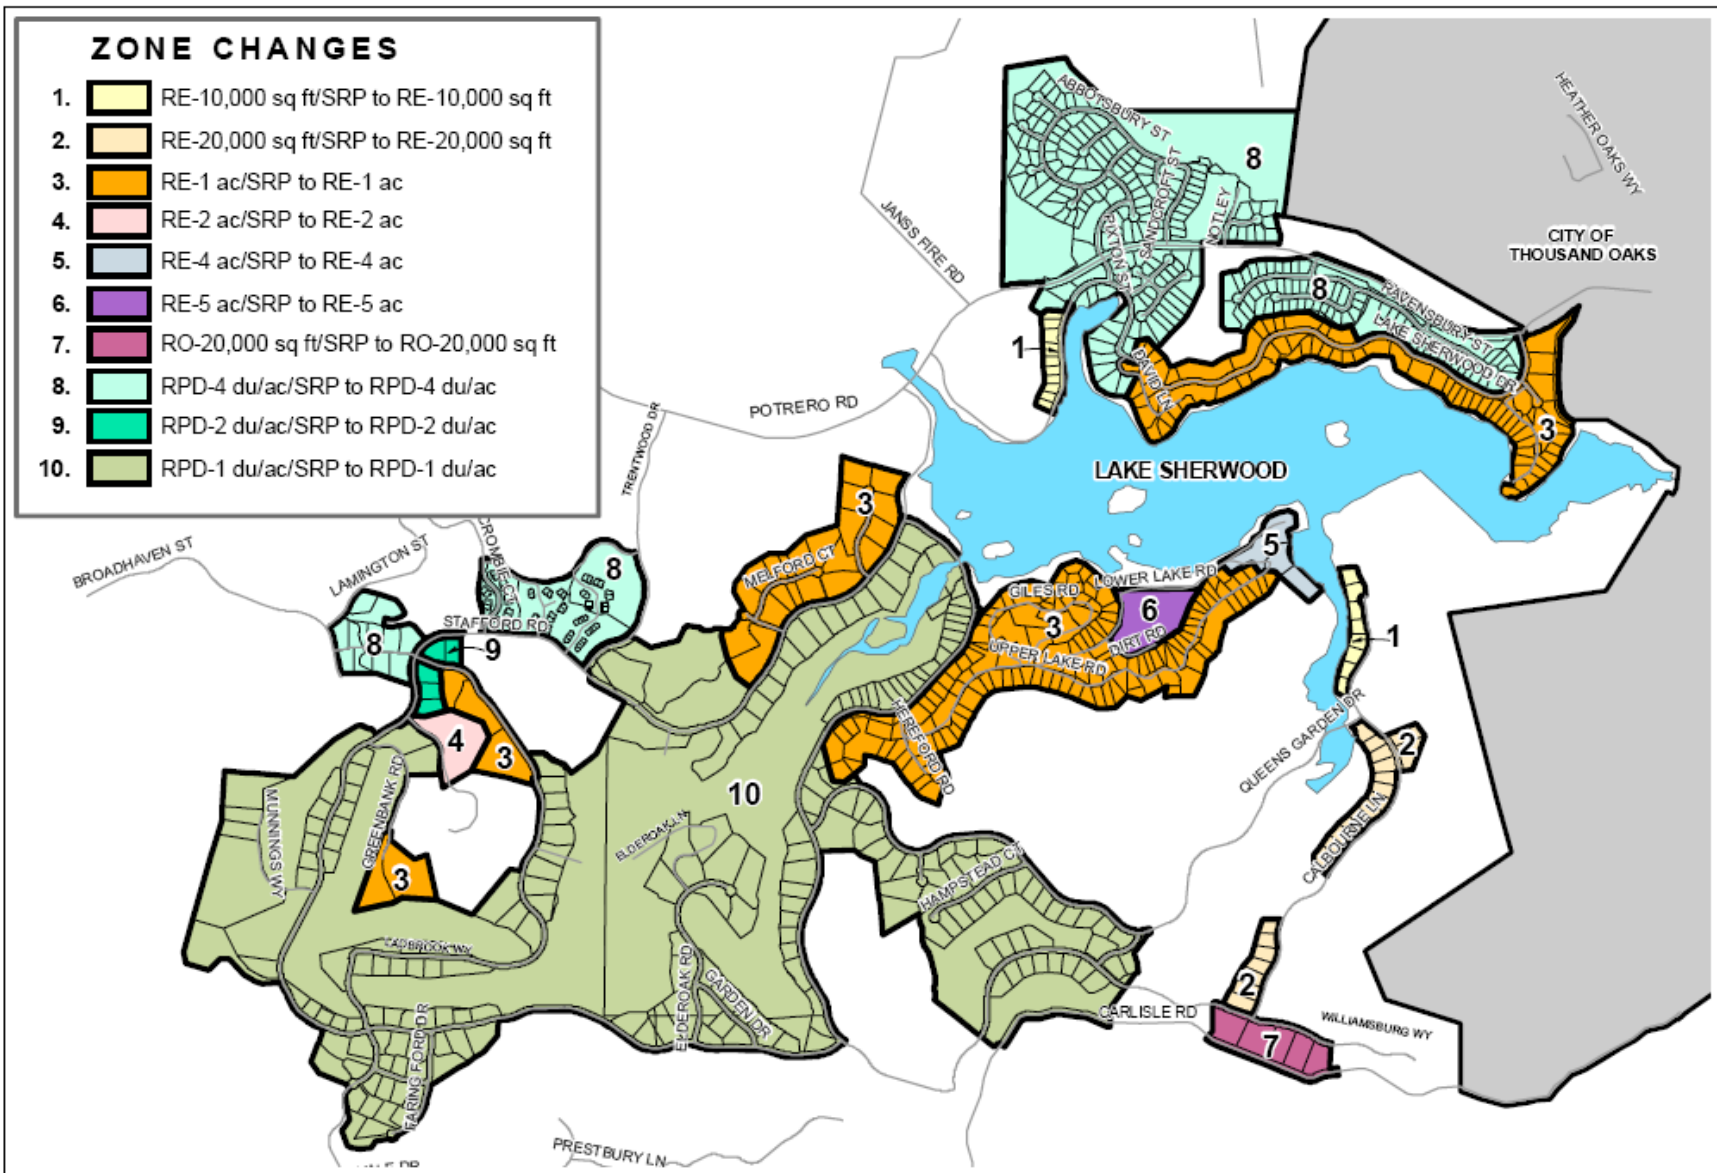 ZONE CHANGES
1. RE-10,000 sq ft/SRP to RE-10,000 sq ft
2. RE-20,000 sq ft/SRP to RE-20,000 sq ft
3. RE-1 ac/SRP to RE-1 ac
4. RE-2 ac/SRP to RE-2 ac
5. RE-4 ac/SRP to RE-4 ac
6. RE-5 ac/SRP to RE-5 ac
7. RO-20,000 sq ft/SRP to RO-20,000 sq ft
8. RPD-4 du/ac/SRP to RPD-4 du/ac
9. RPD-2 du/ac/SRP to RPD-2 du/ac
10. RPD-1 du/ac/SRP to RPD-1 du/ac
ABBOTSBURY ST
8
HEATHER OAKS WY
SANDCROFT ST
NOTLEY
PIXTON ST
JANSS FIRE RD
CITY OF
THOUSAND OAKS
8
RAVENSBURY ST
LAKE SHERWOOD DR
1
DAVID LN
POTRERO RD
3
TRENTWOOD DR
LAKE SHERWOOD
3
CROMBIE CT
BROADHAVEN ST
LAMINGTON ST
8
MELFORD CT
5
LOWER LAKE RD
GILES RD
6
3
DIRT RD
UPPER LAKE RD
1
STAFFORD RD
8
9
HEREFORD RD
QUEENS GARDEN DR
2
4
3
GREENBANK RD
MUNNINGS WY
10
ELDEROAK LN
CALBOURNE LN
3
HAMPSTEAD CT
CADBROOK WY
ELDEROAK RD
GARDEN DR
2
CARLISLE RD
WILLIAMSBURG WY
7
FARING FORD DR
PRESTBURY LN